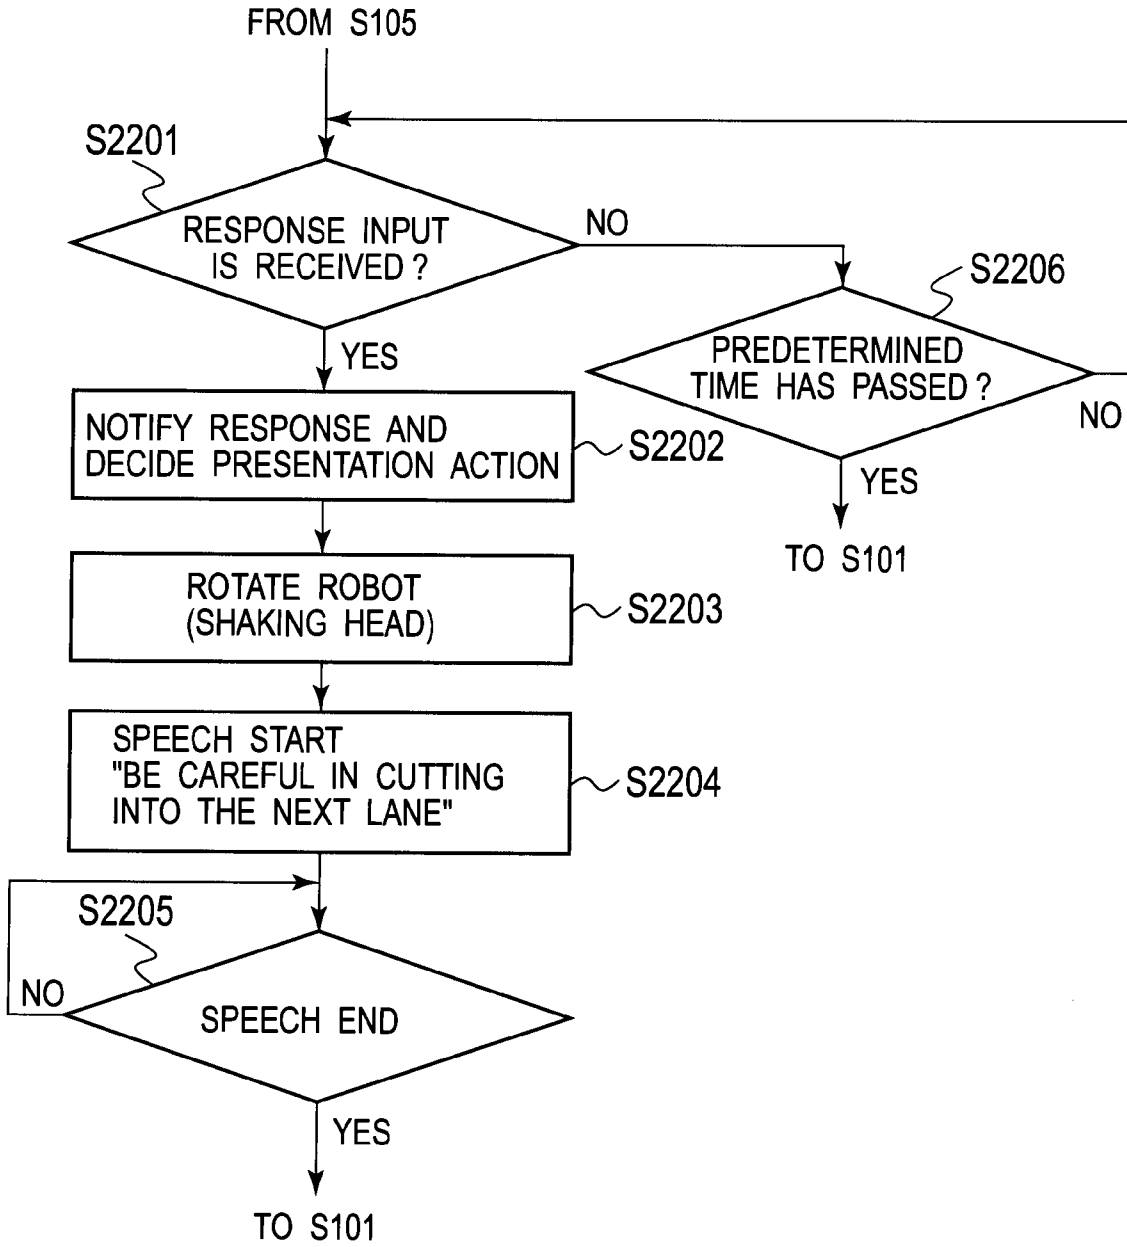 FROM S105
S2201
RESPONSE INPUT
IS RECEIVED ?
NO
S2206
PREDETERMINED
TIME HAS PASSED ?
NO
YES
TO S101
YES
NOTIFY RESPONSE AND
DECIDE PRESENTATION ACTION
S2202
ROTATE ROBOT
(SHAKING HEAD)
S2203
SPEECH START
"BE CAREFUL IN CUTTING
INTO THE NEXT LANE"
S2204
S2205
NO
SPEECH END
YES
TO S101